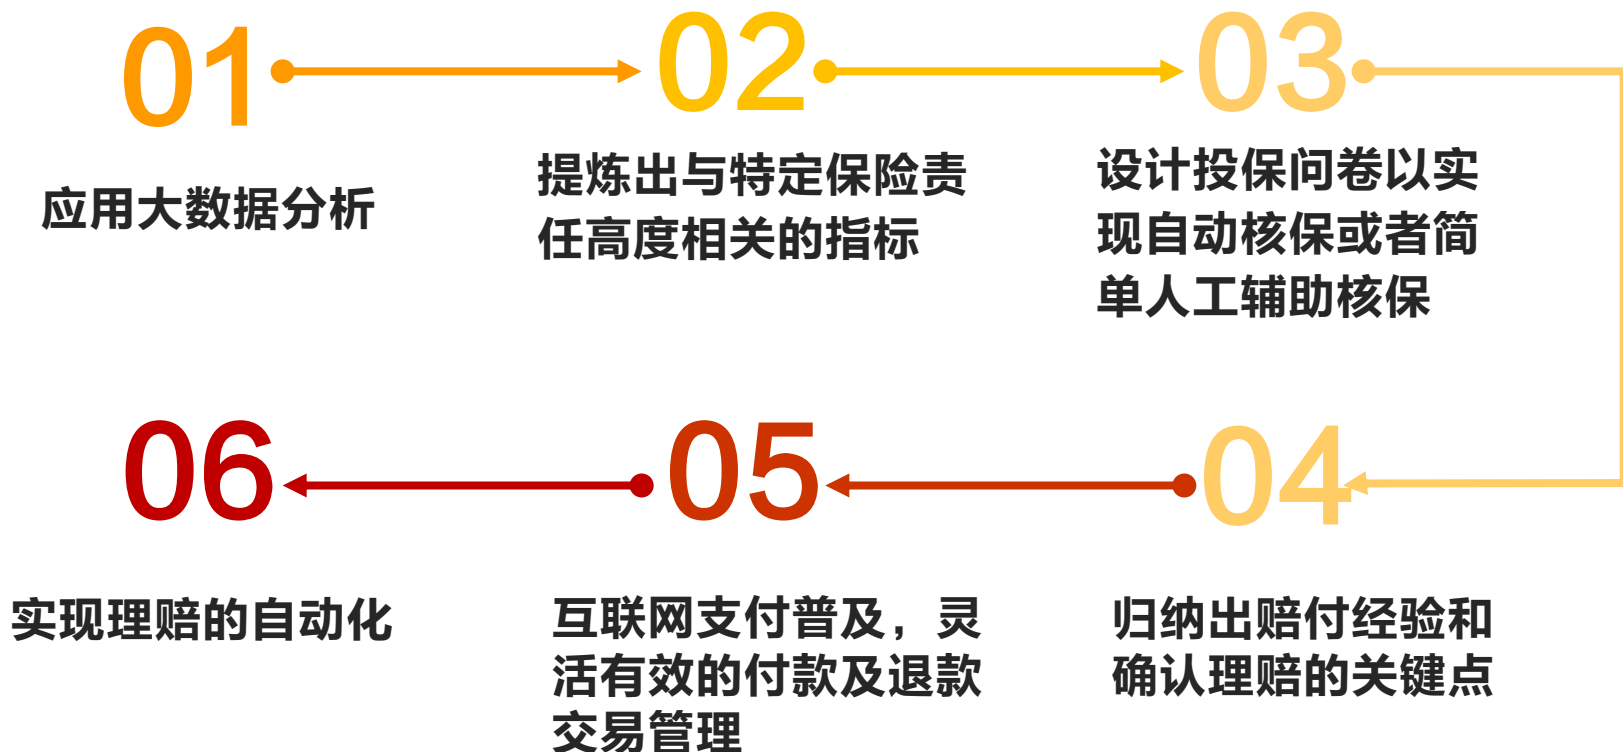 01
02
03
应用大数据分析
提炼出与特定保险责
任高度相关的指标
设计投保问卷以实
现自动核保或者简
单人工辅助核保
04
05
06
归纳出赔付经验和
确认理赔的关键点
互联网支付普及，灵
活有效的付款及退款
交易管理
实现理赔的自动化